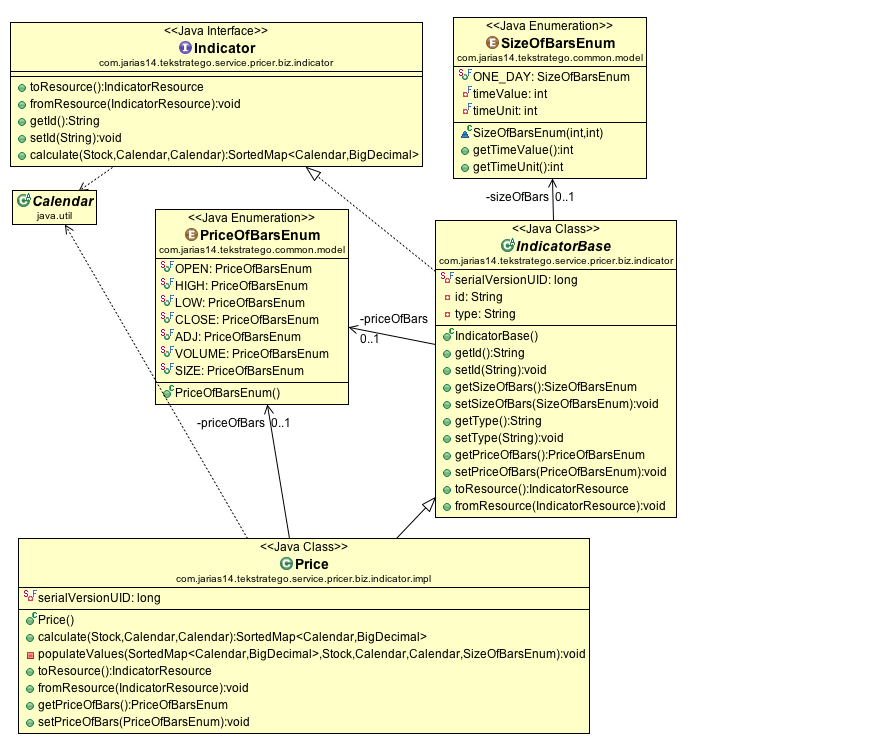 <<Java Interface>>
Indicator
com.jarias14.tekstratego.service.pricer.biz.indicator
toResource():IndicatorResource
fromResource(IndicatorResource):void
getId():String
setId(String):void
calculate(Stock,Calendar,Calendar):SortedMap<Calendar,BigDecimal>
<<Java Enumeration>>
SizeOfBarsEnum
com.jarias14.tekstratego.common.model
ONE_DAY: SizeOfBarsEnum
timeValue: int
timeUnit: int
SizeOfBarsEnum(int,int)
getTimeValue():int
getTimeUnit():int
-sizeOfBars 0..1
Calendar
java.util
<<Java Enumeration>>
PriceOfBarsEnum
com.jarias14.tekstratego.common.model
OPEN: PriceOfBarsEnum
HIGH: PriceOfBarsEnum
LOW: PriceOfBarsEnum
CLOSE: PriceOfBarsEnum
ADJ: PriceOfBarsEnum
VOLUME: PriceOfBarsEnum
SIZE: PriceOfBarsEnum
PriceOfBarsEnum()
-priceOfBars
0..1
-priceOfBars 0..1
<<Java Class>>
IndicatorBase
com.jarias14.tekstratego.service.pricer.biz.indicator
serialVersionUID: long
id: String
type: String
IndicatorBase()
getId():String
setId(String):void
getSizeOfBars():SizeOfBarsEnum
setSizeOfBars(SizeOfBarsEnum):void
getType():String
setType(String):void
getPriceOfBars():PriceOfBarsEnum
setPriceOfBars(PriceOfBarsEnum):void
toResource():IndicatorResource
fromResource(IndicatorResource):void
<<Java Class>>
Price
com.jarias14.tekstratego.service.pricer.biz.indicator.impl
serialVersionUID: long
Price()
calculate(Stock,Calendar,Calendar):SortedMap<Calendar,BigDecimal>
populateValues(SortedMap<Calendar,BigDecimal>,Stock,Calendar,Calendar,SizeOfBarsEnum):void
toResource():IndicatorResource
fromResource(IndicatorResource):void
getPriceOfBars():PriceOfBarsEnum
setPriceOfBars(PriceOfBarsEnum):void